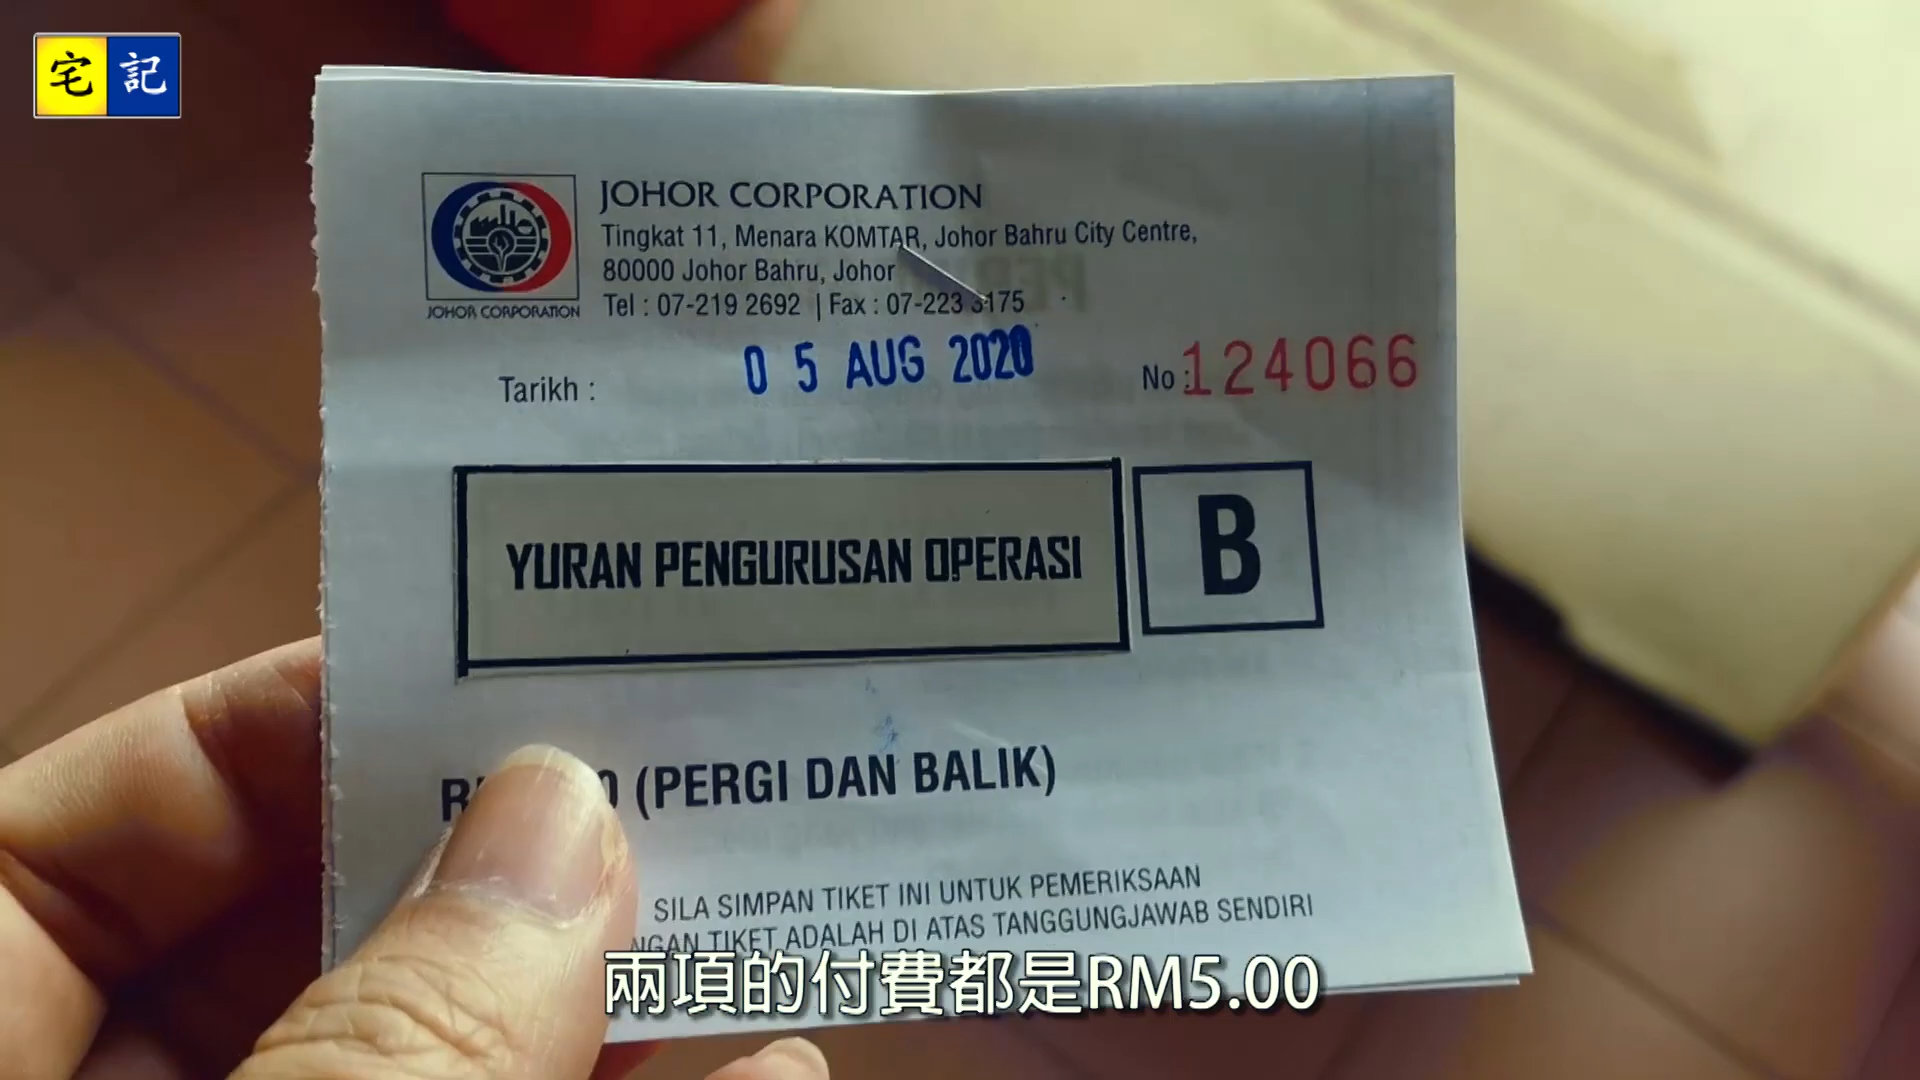 宅記
JOHOR CORPORATION
Tingkat 11, Menara KOMTAR, Johor Bahru City Centre,
80000 Johor Bahru, Johor
Tel : 07-219 2692 | Fax : 07-223 3175
JOHOR CORPORATION
Tarikh : 05 AUG 2020 No : 124066
YURAN PENGURUSAN OPERASI B
(PERGI DAN BALIK)
SILA SIMPAN TIKET INI UNTUK PEMERIKSAAN
TIKET ADALAH DI ATAS TANGGUNGJAWAB SENDIRI
兩項的付費都是RM5.00